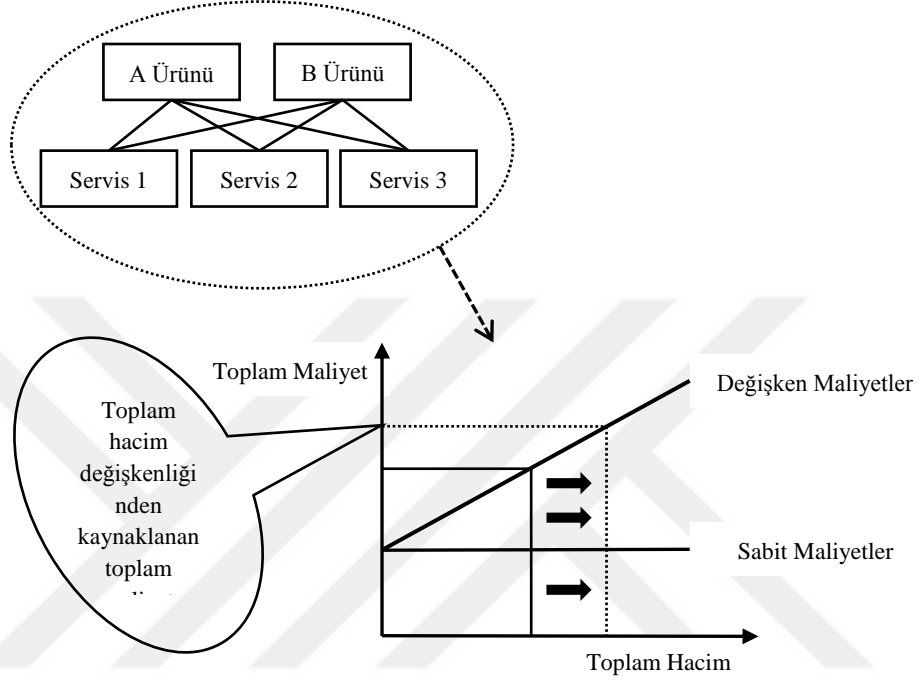 A Ürünü
B Ürünü
Servis 1
Servis 2
Servis 3
Toplam Maliyet
Değişken Maliyetler
Toplam
hacim
değişkenliği
nden
kaynaklanan
toplam
Sabit Maliyetler
Toplam Hacim